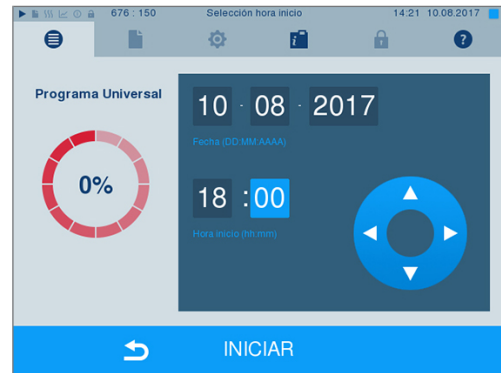 676 : 150 Selección hora inicio 14:21 10.08.2017
i ?
Programa Universal
10 . 08 . 2017
Fecha (DD:MM:AAAA)
0%
18 : 00
Hora inicio (hh:mm)
INICIAR